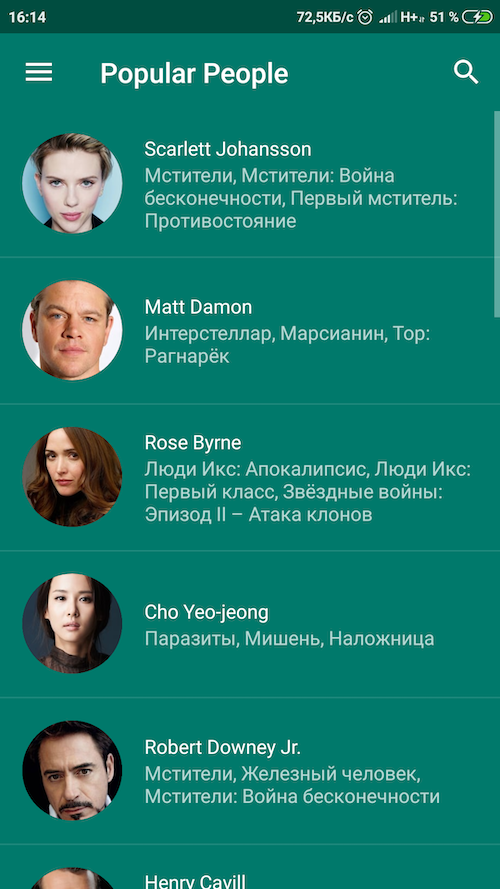 16:14 72,5КБ/с H+ 51 %
Popular People
Scarlett Johansson
Мстители, Мстители: Война
бесконечности, Первый мститель:
Противостояние
Matt Damon
Интерстеллар, Марсианин, Тор:
Рагнарёк
Rose Byrne
Люди Икс: Апокалипсис, Люди Икс:
Первый класс, Звёздные войны:
Эпизод II – Атака клонов
Cho Yeo-jeong
Паразиты, Мишень, Наложница
Robert Downey Jr.
Мстители, Железный человек,
Мстители: Война бесконечности
Henry Cavill